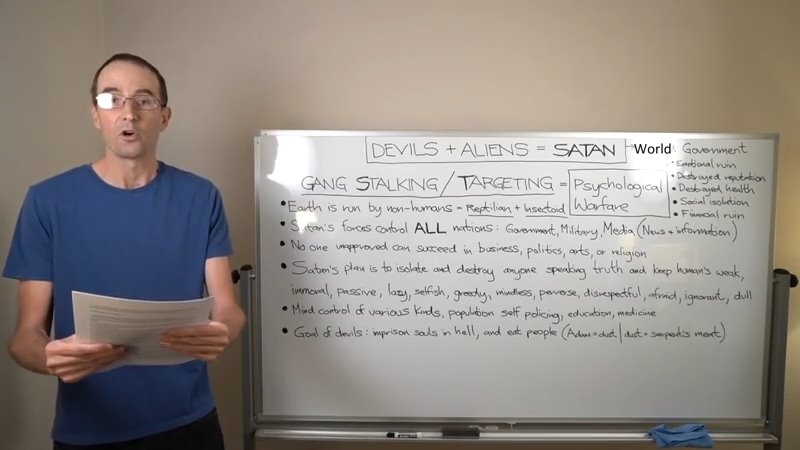 DEVILS + ALIENS = SATAN → World Government
• Emotional ruin
• Destroyed reputation
• Destroyed health
• Social isolation
• Financial ruin
GANG STALKING / TARGETING = Psychological Warfare
• Earth is run by non-humans = Reptilian + Insectoid
• Satan's forces control ALL nations: Government, Military, Media (News + information)
• No one unapproved can succeed in business, politics, arts, or religion
• Satan's plan is to isolate and destroy anyone speaking truth and keep human's weak,
immoral, passive, lazy, selfish, greedy, mindless, perverse, disrespectful, afraid, ignorant, dull
• Mind control of various kinds, population self policing, education, medicine
• Goal of devils: imprison souls in hell, and eat people (Adam = dust | dust = serpent's meat)